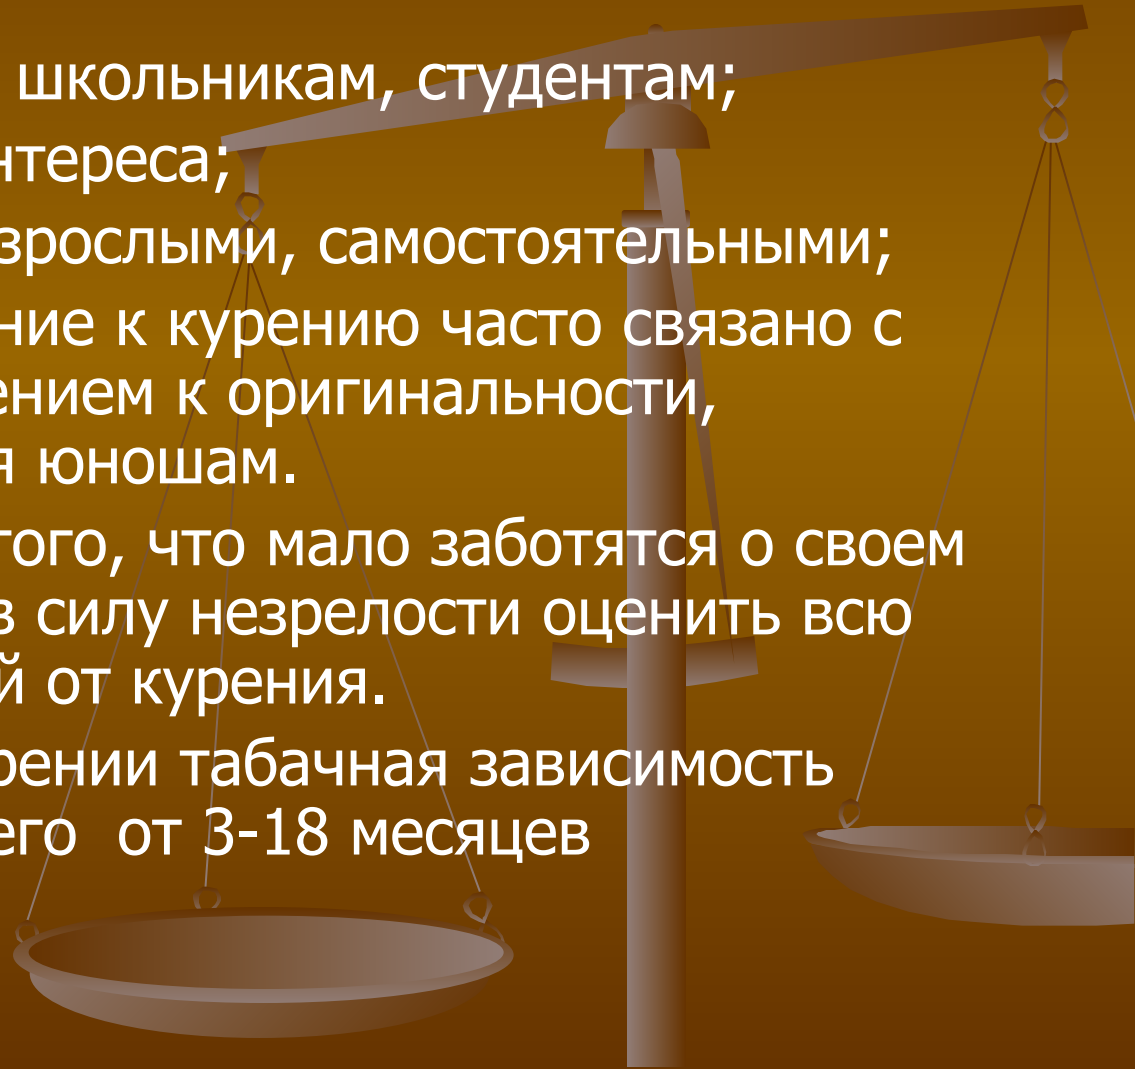 школьникам, студентам;
нтереса;
зрослыми, самостоятельными;
ние к курению часто связано с
ением к оригинальности,
я юношам.
того, что мало заботятся о своем
в силу незрелости оценить всю
й от курения.
рении табачная зависимость
его от 3-18 месяцев